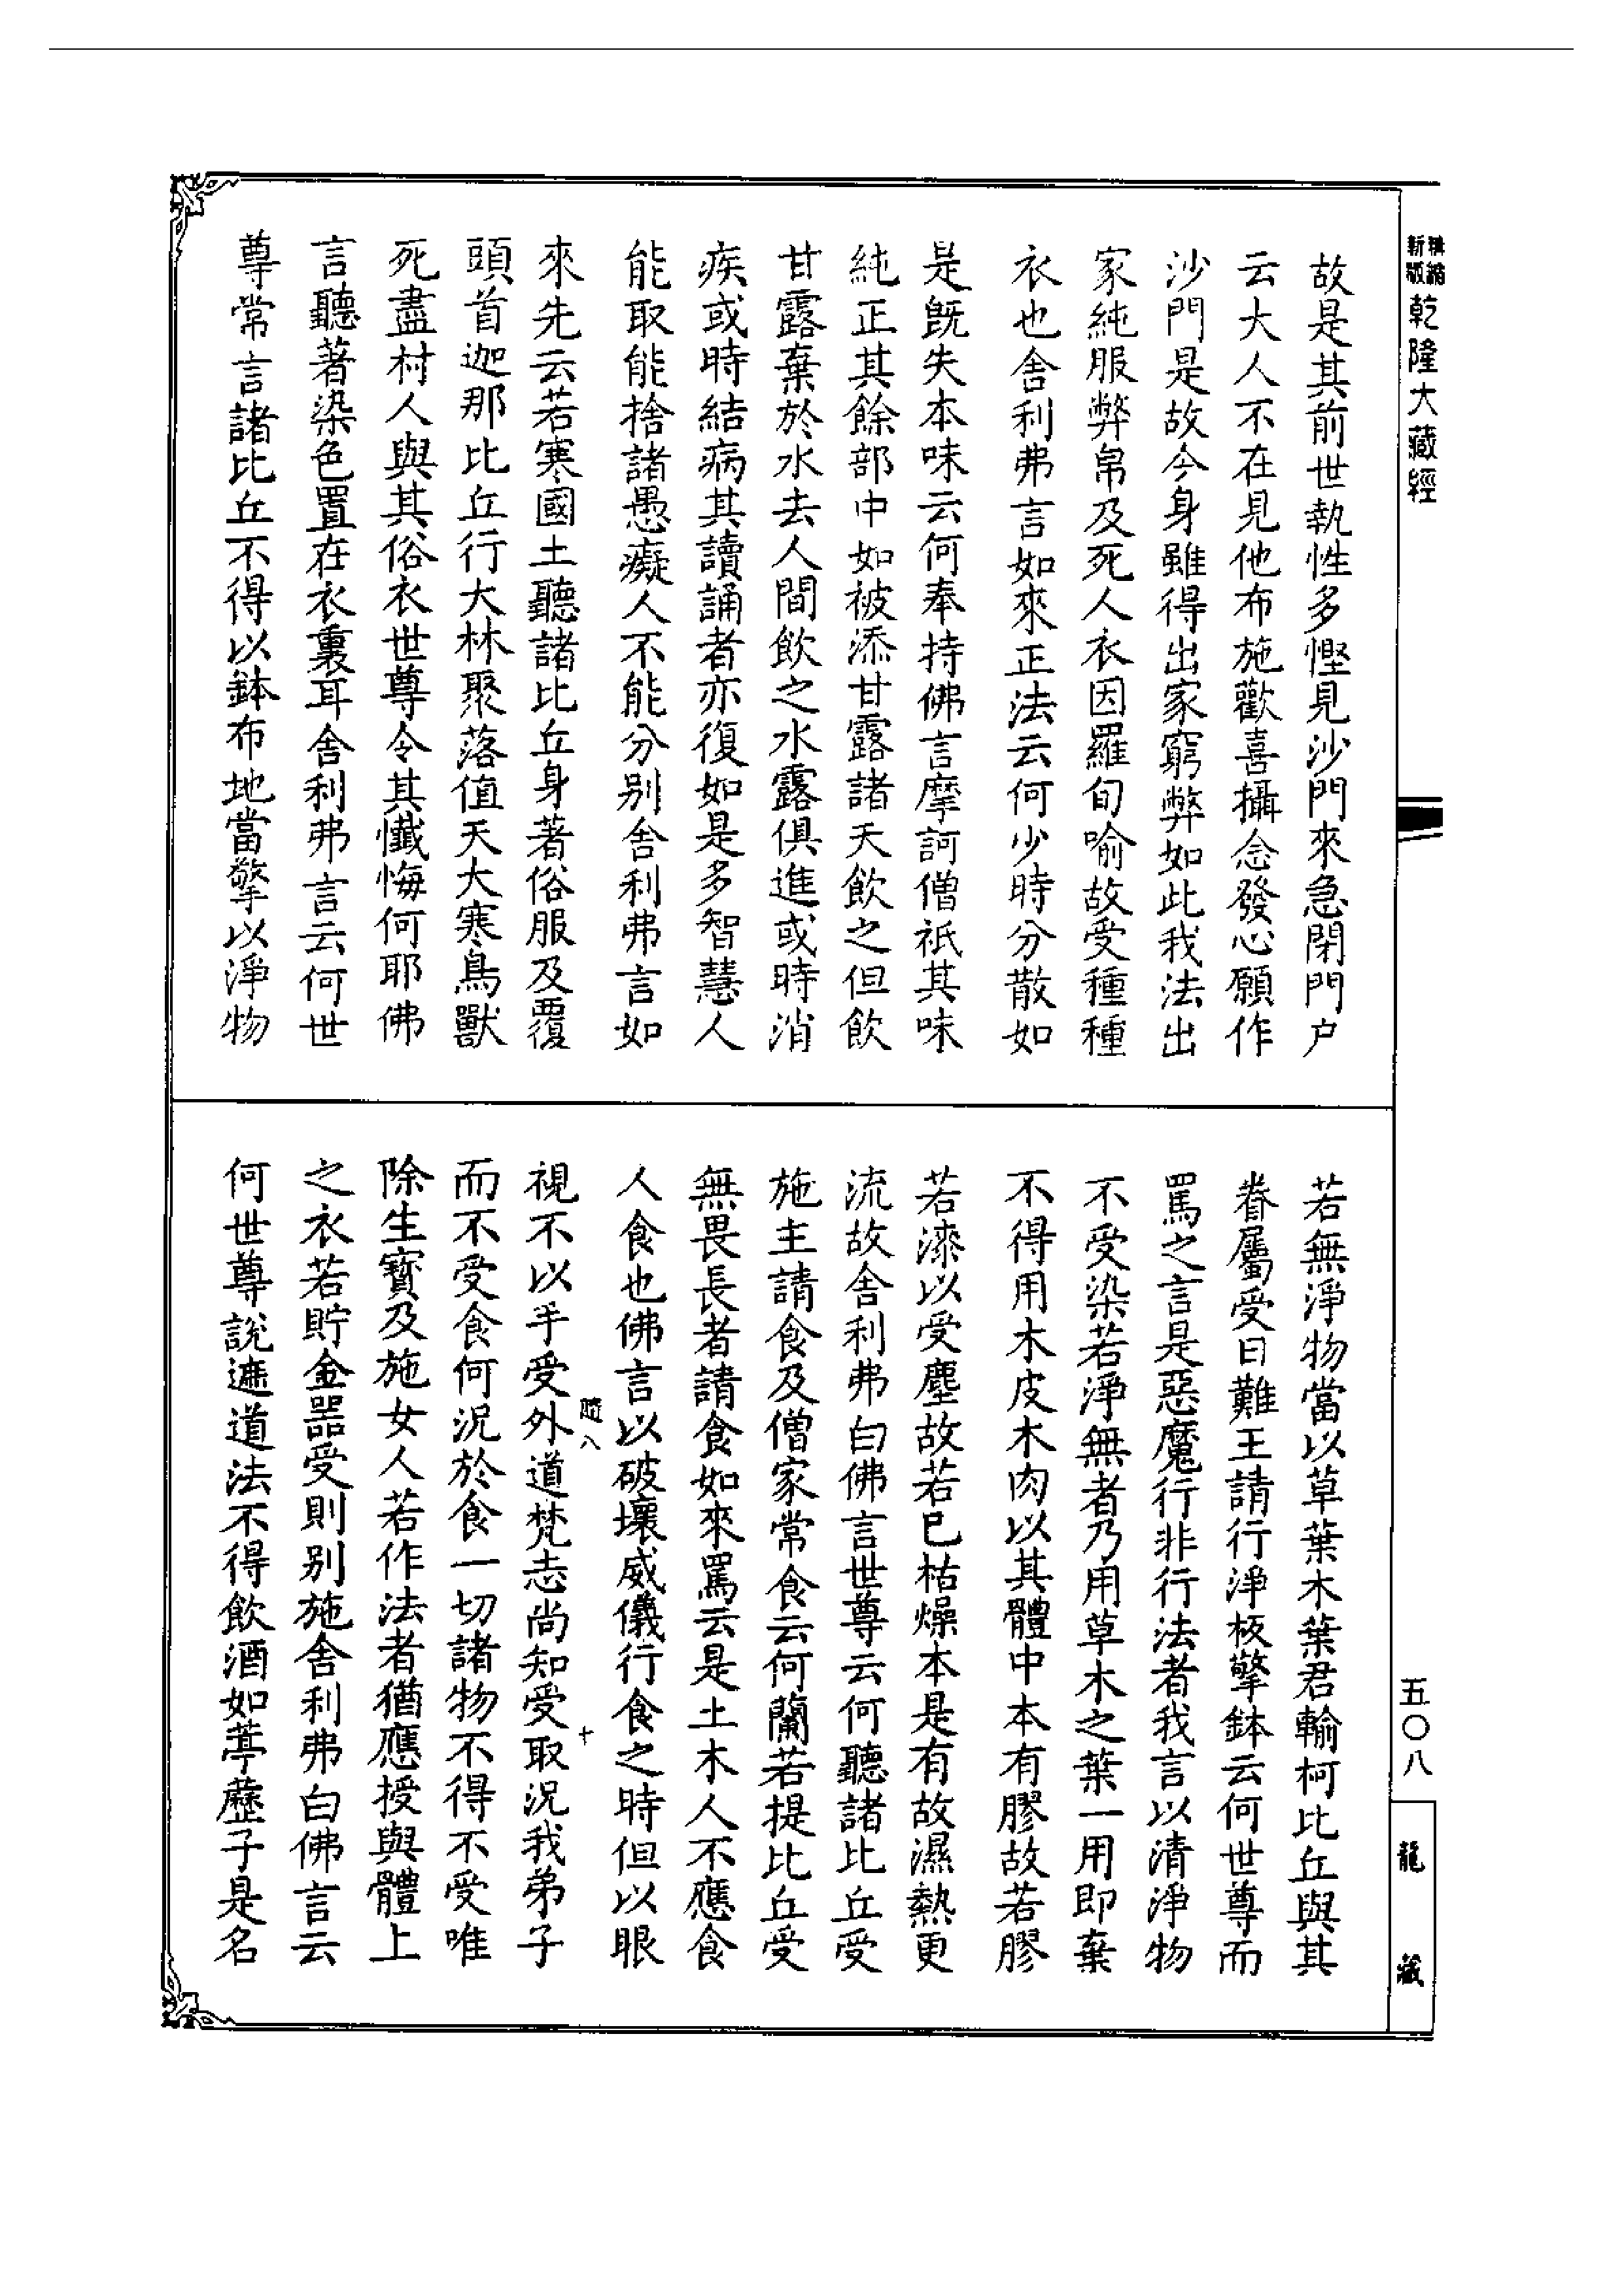 新編縮版 乾隆大藏經
故是其前世執性多慳見沙門來急閉門户
云大人不在見他布施歡喜攝念發心願作
沙門是故今身雖得出家窮弊如此我法出
家純服弊帛及死人衣因羅旬喻故受種種
衣也舎利弗言如來正法云何少時分散如
是既失本味云何奉持佛言摩訶僧祇其味
純正其餘部中如被添甘露諸天飲之但飲
甘露棄於水去人間飲之水露俱進或時消
疾或時結病其讀誦者亦復如是多智慧人
能取能捨諸愚癡人不能分别舎利弗言如
來先云若寒國土聽諸比丘身著俗服及覆
頭首迦那比丘行大林聚落值天大寒鳥獸
死盡村人與其俗衣世尊令其懺悔何耶佛
言聽著染色置在衣裏耳舎利弗言云何世
尊常言諸比丘不得以鉢布地當擎以淨物
若無淨物當以草葉木葉君輸柯比丘與其
眷屬受日難王請行淨板擎鉢云何世尊而
罵之言是惡魔行非行法者我言以清淨物
不受染若淨無者乃用草木之葉一用即棄
不得用木皮木肉以其體中本有膠故若膠
若漆以受塵故若已枯燥本是有故濕熱更
流故舎利弗白佛言世尊云何聽諸比丘受
施主請食及僧家常食云何蘭若提比丘受
無畏長者請食如來罵云是土木人不應食
人食也佛言以破壞威儀行食之時但以眼
隨八 十
視不以手受外道梵志尚知受取況我弟子
而不受食何況於食一切諸物不得不受唯
除生寳及施女人若作法者猶應授與體上
之衣若貯金器受則别施舎利弗白佛言云
何世尊說遮道法不得飲酒如葶藶子是名
五〇八
龍藏